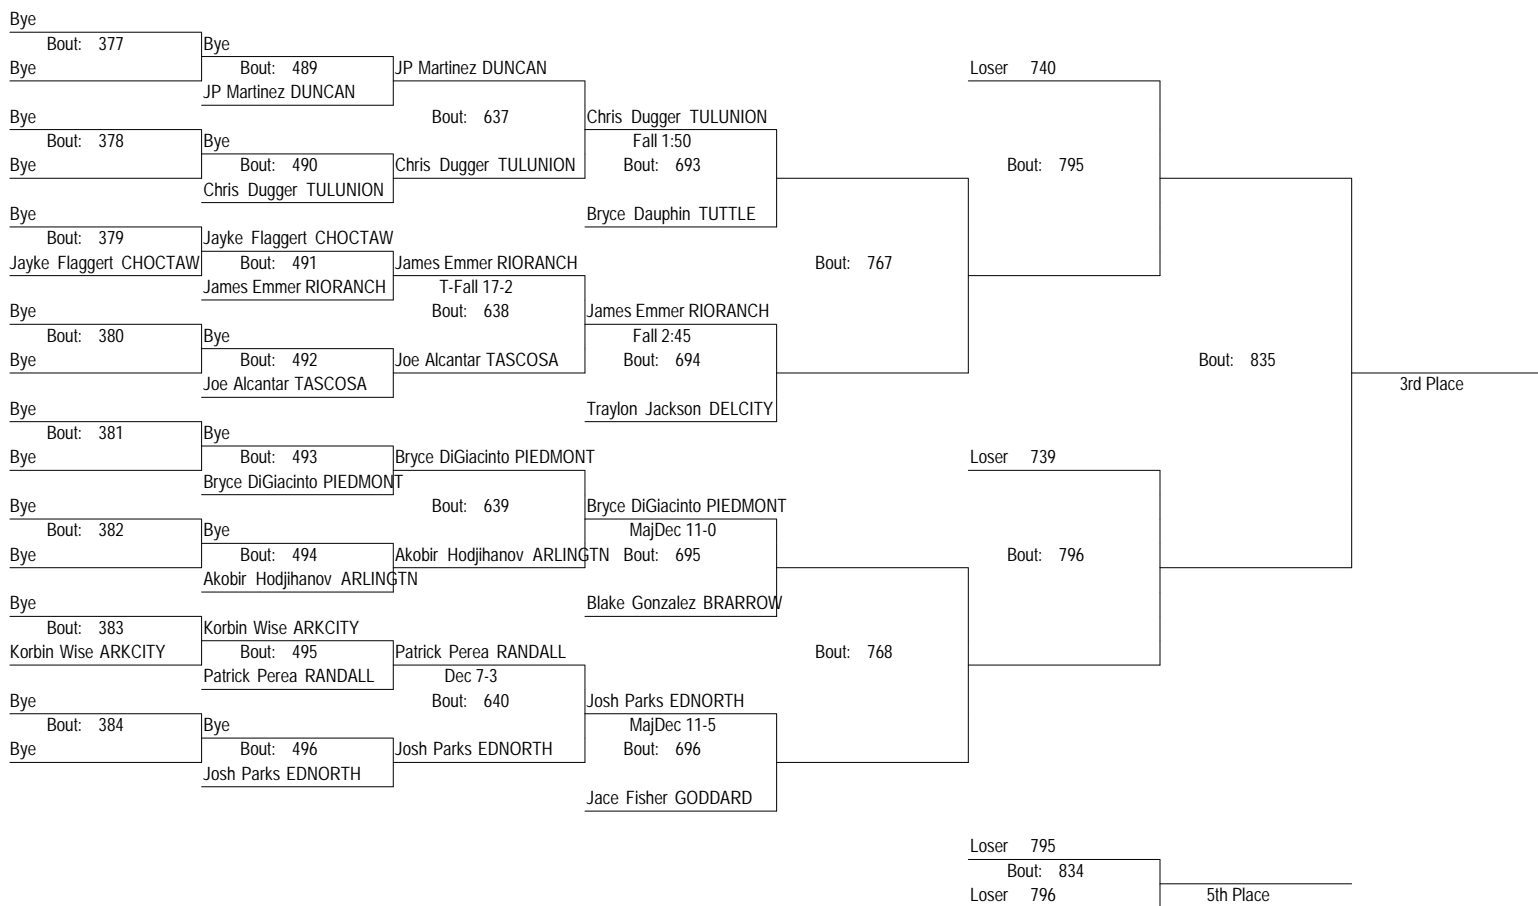 Bye
Bout: 377
Bye
Bye
Bout: 489
JP Martinez DUNCAN
JP Martinez DUNCAN
Bout: 637
Bye
Bout: 378
Bye
Bye
Bout: 490
Chris Dugger TULUNION
Chris Dugger TULUNION
Chris Dugger TULUNION
Fall 1:50
Bout: 693
Bryce Dauphin TUTTLE
Bye
Bout: 379
Jayke Flaggert CHOCTAW
Jayke Flaggert CHOCTAW
Bout: 491
James Emmer RIORANCH
James Emmer RIORANCH
T-Fall 17-2
Bout: 638
Bye
Bout: 380
Bye
Bye
Bout: 492
Joe Alcantar TASCOSA
Joe Alcantar TASCOSA
James Emmer RIORANCH
Fall 2:45
Bout: 694
Traylon Jackson DELCITY
Bout: 767
Loser 740
Bout: 795
Bye
Bout: 381
Bye
Bye
Bout: 493
Bryce DiGiacinto PIEDMONT
Bryce DiGiacinto PIEDMONT
Bout: 639
Bye
Bout: 382
Bye
Bye
Bout: 494
Akobir Hodjihanov ARLINGTN
Akobir Hodjihanov ARLINGTN
Bryce DiGiacinto PIEDMONT
MajDec 11-0
Bout: 695
Blake Gonzalez BRARROW
Bye
Bout: 383
Korbin Wise ARKCITY
Korbin Wise ARKCITY
Bout: 495
Patrick Perea RANDALL
Patrick Perea RANDALL
Dec 7-3
Bout: 640
Bye
Bout: 384
Bye
Bye
Bout: 496
Josh Parks EDNORTH
Josh Parks EDNORTH
Josh Parks EDNORTH
MajDec 11-5
Bout: 696
Jace Fisher GODDARD
Bout: 768
Loser 739
Bout: 796
Bout: 835
3rd Place
Loser 795
Bout: 834
Loser 796
5th Place